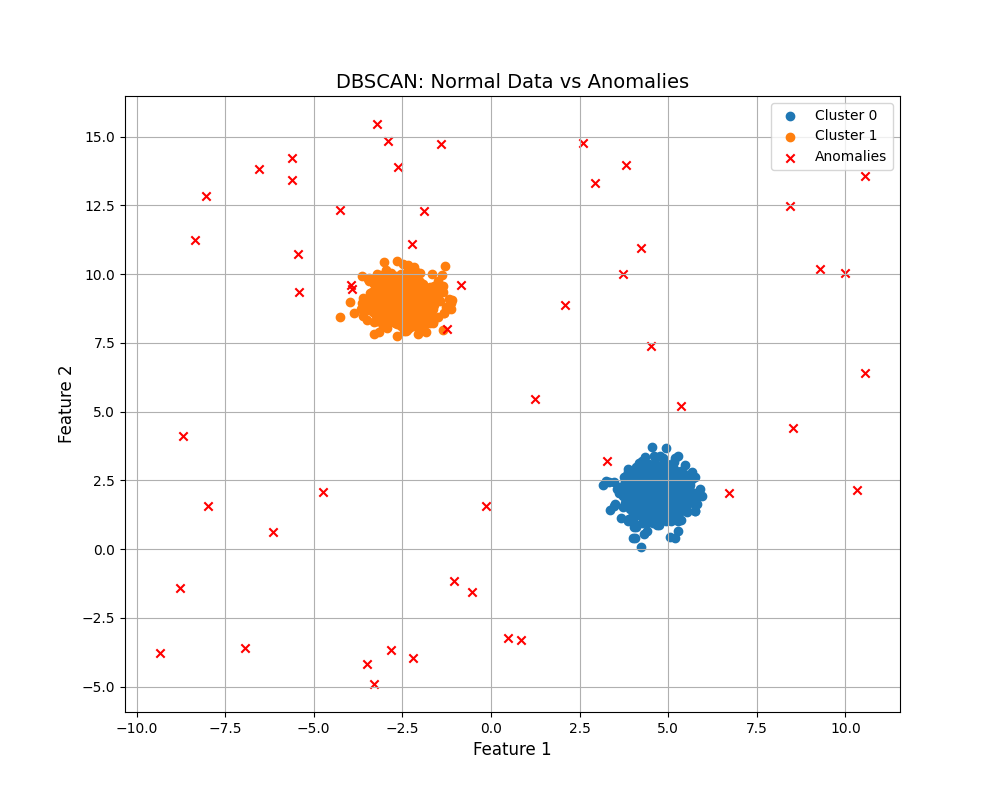 DBSCAN: Normal Data vs Anomalies
Cluster 0
Cluster 1
Anomalies
15.0
12.5
10.0
7.5
5.0
2.5
0.0
−2.5
−5.0
Feature 2
−10.0 −7.5 −5.0 −2.5 0.0 2.5 5.0 7.5 10.0
Feature 1